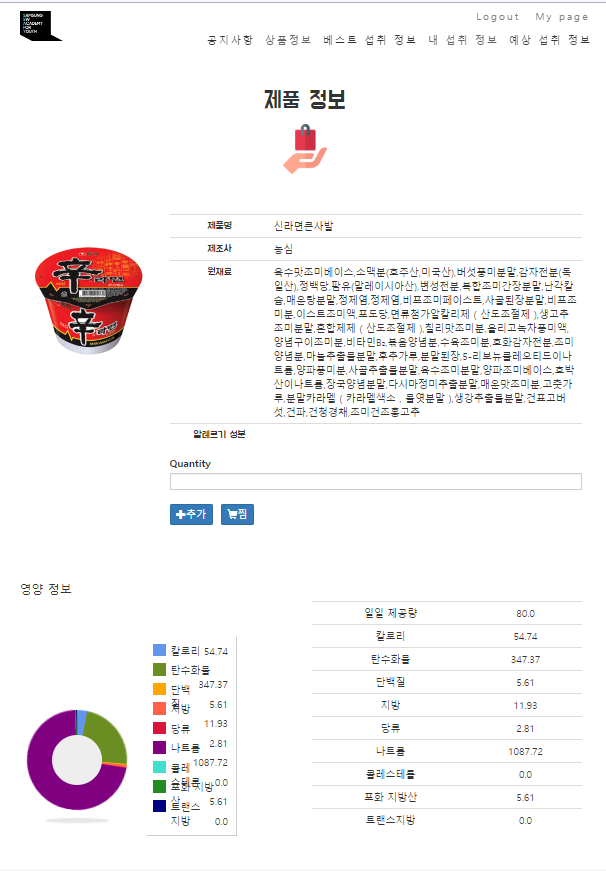 SAMSUNG
SW
ACADEMY
FOR
YOUTH
Logout My page
공지사항 상품정보 베스트 섭취 정보 내 섭취 정보 예상 섭취 정보
제품 정보
辛라면
辛라면
제품명 신라면큰사발
제조사 농심
원재료 육수맛조미베이스,소맥분(호주산,미국산),버섯풍미분말,감자전분(독
일산),정백당,팜유(말레이시아산),변성전분,복합조미간장분말,난각칼
슘,매운탕분말,정제염,정제염,비프조미페이스트,사골된장분말,비프조
미분,이스트조미액,포도당,면류첨가알칼리제 ( 산도조절제 ),생고추
조미분말,혼합제제 ( 산도조절제 ),칠리맛조미분,올리고녹차풍미액,
양념구이조미분,비타민B₂,볶음양념분,수육조미분,호화감자전분,조미
양념분,마늘추출물분말,후추가루,분말된장,5-리보뉴클레오티드이나
트륨,양파풍미분,사골추출물분말,육수조미분말,양파조미베이스,호박
산이나트륨,장국양념분말,다시마정미추출분말,매운맛조미분,고춧가
루,분말카라멜 ( 카라멜색소 , 물엿분말 ),생강추출물분말,건표고버
섯,건파,건청경채,조미건조홍고추
알레르기 성분
Quantity
추가 찜
영양 정보
칼로리 54.74
탄수화물 347.37
단백질 5.61
지방 11.93
당류 2.81
나트륨 1087.72
콜레스테롤 0.0
포화 지방산 5.61
트랜스 지방 0.0
일일 제공량 80.0
칼로리 54.74
탄수화물 347.37
단백질 5.61
지방 11.93
당류 2.81
나트륨 1087.72
콜레스테롤 0.0
포화 지방산 5.61
트랜스지방 0.0